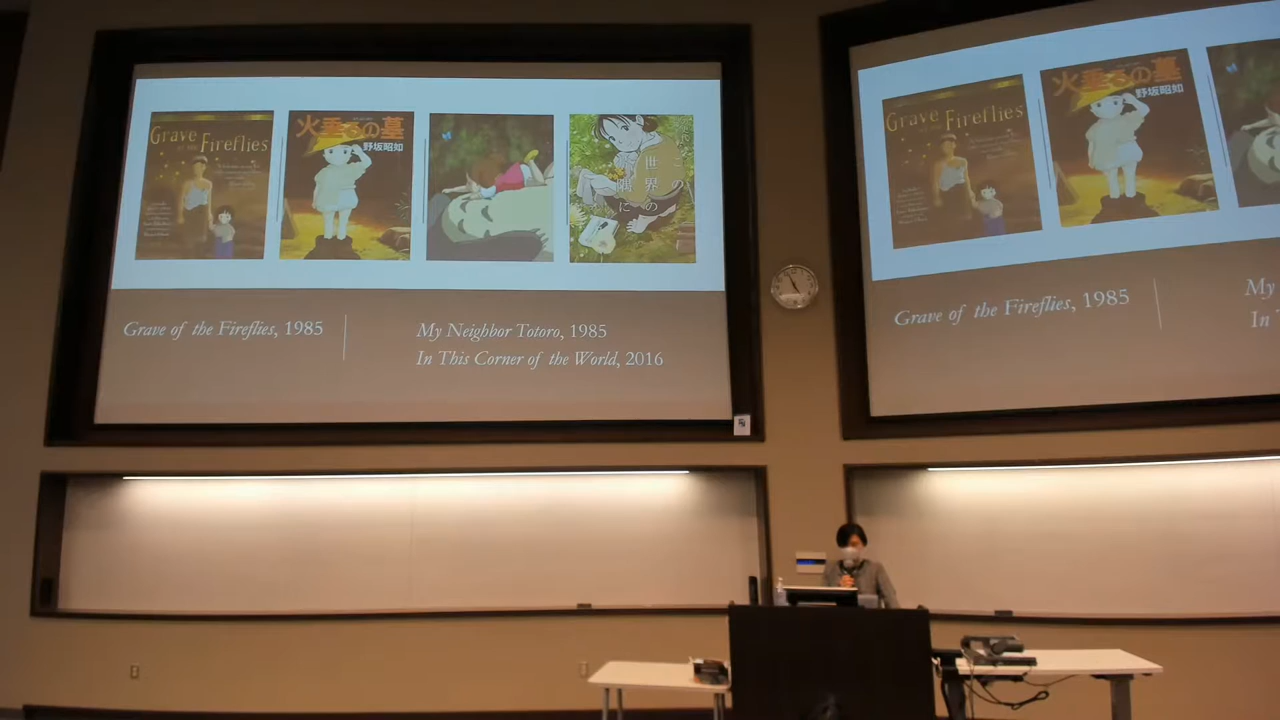 Grave
of the
Fireflies
火垂るの墓
野坂昭如
世界の
片隅に
Grave of the Fireflies, 1985
My Neighbor Totoro, 1985
In This Corner of the World, 2016
Grave
of the
Fireflies
火垂るの墓
野坂昭如
Grave of the Fireflies, 1985
My
In